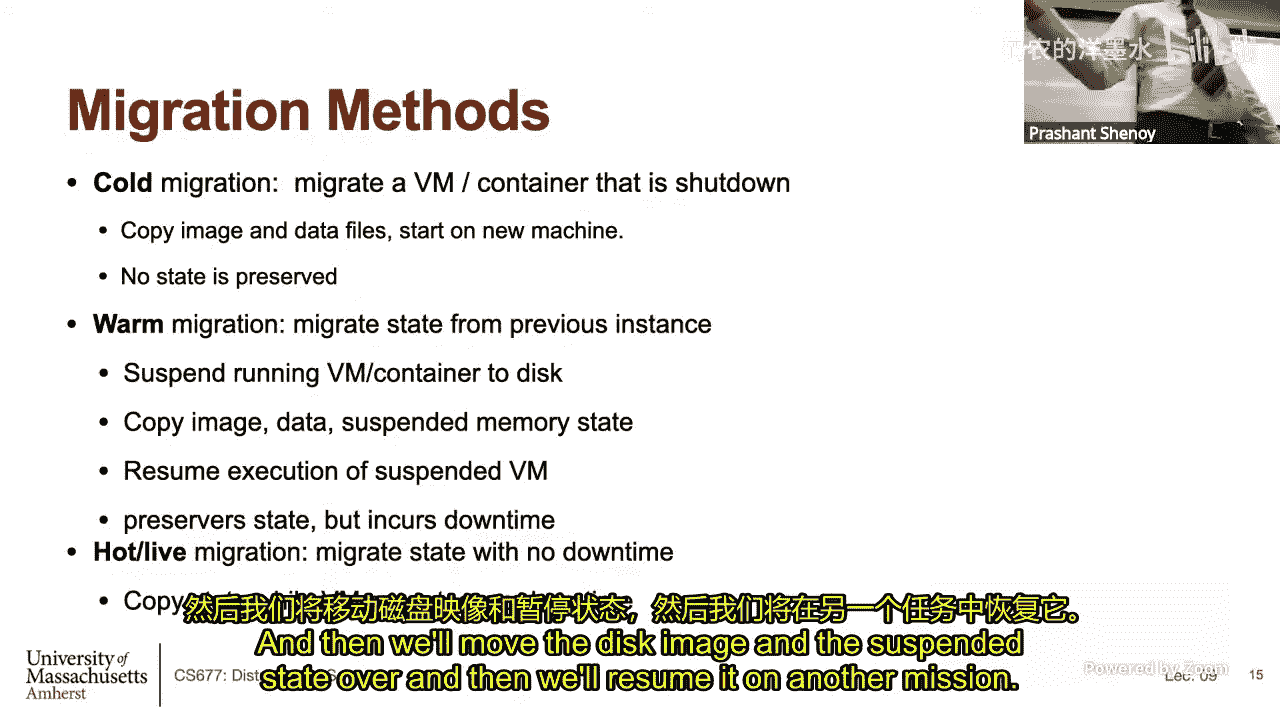 的洋墨水
Prashant Shenoy
Migration Methods
• Cold migration: migrate a VM / container that is shutdown
• Copy image and data files, start on new machine.
• No state is preserved
• Warm migration: migrate state from previous instance
• Suspend running VM/container to disk
• Copy image, data, suspended memory state
• Resume execution of suspended VM
• preservers state, but incurs downtime
• Hot/live migration: migrate state with no downtime
• Copy
然后我们将移动磁盘映像和暂停状态，然后我们将在另一个任务中恢复它。
And then we'll move the disk image and the suspended
state over and then we'll resume it on another mission.
University of
Massachusetts
Amherst
CS677:
Powered by Zoom
Lec. 09
15